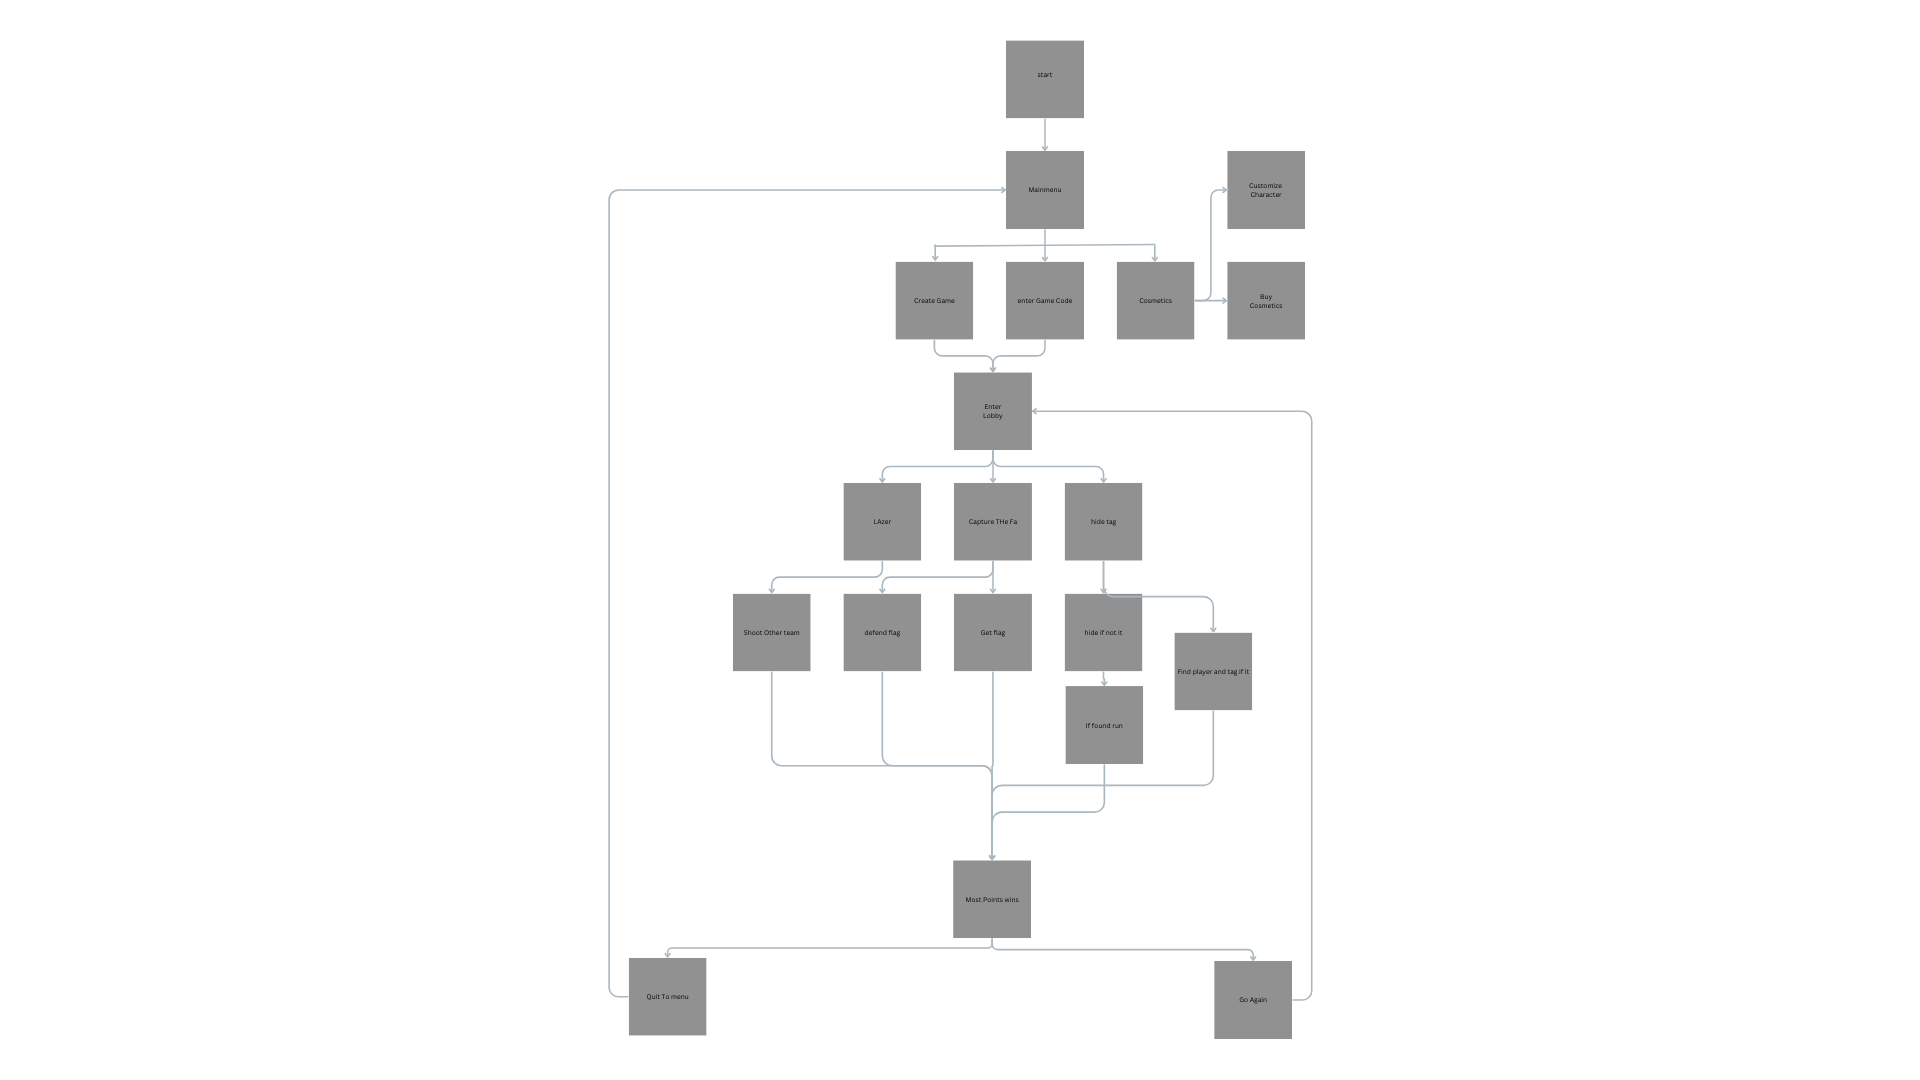 start
Mainmenu
Customize
Character
Create Game
enter Game Code
Cosmetics
Buy
Cosmetics
Enter
Lobby
LAzer
Capture THe Fa
hide tag
Shoot Other team
defend flag
Get flag
hide if not it
Find player and tag if it
If found run
Most Points wins
Quit To menu
Go Again